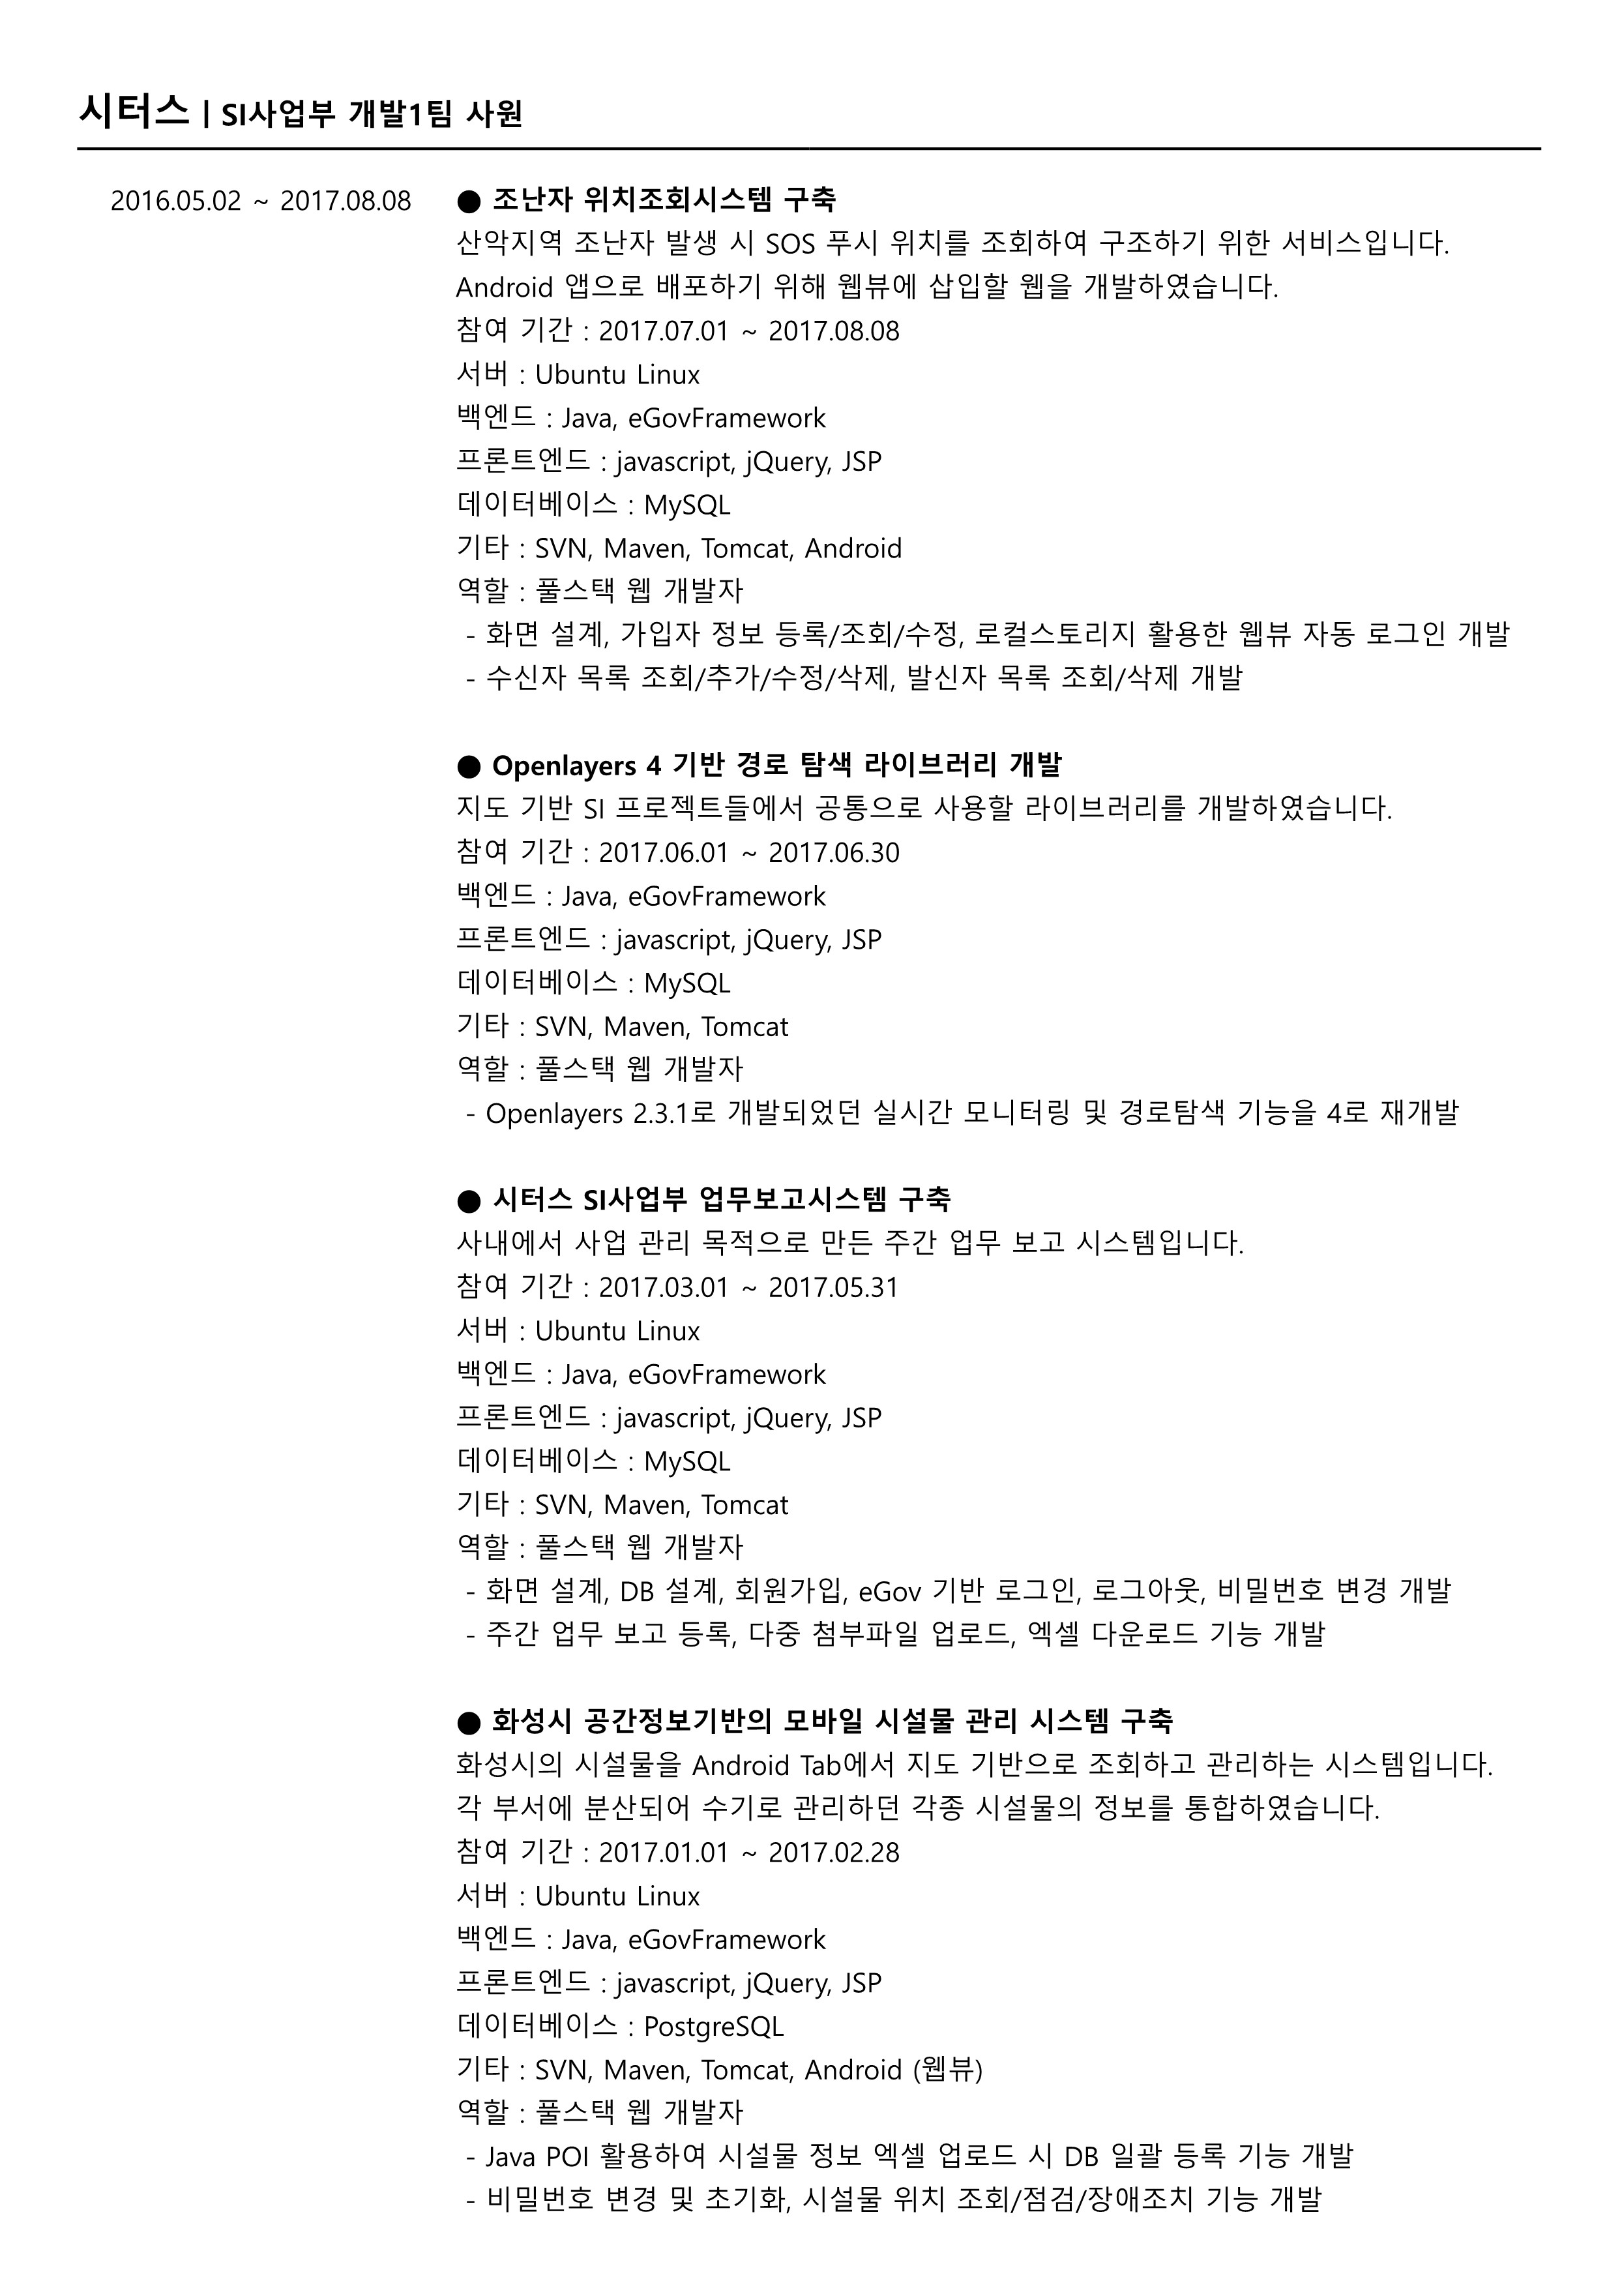 시터스 | SI사업부 개발1팀 사원
2016.05.02 ~ 2017.08.08
● 조난자 위치조회시스템 구축
산악지역 조난자 발생 시 SOS 푸시 위치를 조회하여 구조하기 위한 서비스입니다.
Android 앱으로 배포하기 위해 웹뷰에 삽입할 웹을 개발하였습니다.
참여 기간 : 2017.07.01 ~ 2017.08.08
서버 : Ubuntu Linux
백엔드 : Java, eGovFramework
프론트엔드 : javascript, jQuery, JSP
데이터베이스 : MySQL
기타 : SVN, Maven, Tomcat, Android
역할 : 풀스택 웹 개발자
- 화면 설계, 가입자 정보 등록/조회/수정, 로컬스토리지 활용한 웹뷰 자동 로그인 개발
- 수신자 목록 조회/추가/수정/삭제, 발신자 목록 조회/삭제 개발
● Openlayers 4 기반 경로 탐색 라이브러리 개발
지도 기반 SI 프로젝트들에서 공통으로 사용할 라이브러리를 개발하였습니다.
참여 기간 : 2017.06.01 ~ 2017.06.30
백엔드 : Java, eGovFramework
프론트엔드 : javascript, jQuery, JSP
데이터베이스 : MySQL
기타 : SVN, Maven, Tomcat
역할 : 풀스택 웹 개발자
- Openlayers 2.3.1로 개발되었던 실시간 모니터링 및 경로탐색 기능을 4로 재개발
● 시터스 SI사업부 업무보고시스템 구축
사내에서 사업 관리 목적으로 만든 주간 업무 보고 시스템입니다.
참여 기간 : 2017.03.01 ~ 2017.05.31
서버 : Ubuntu Linux
백엔드 : Java, eGovFramework
프론트엔드 : javascript, jQuery, JSP
데이터베이스 : MySQL
기타 : SVN, Maven, Tomcat
역할 : 풀스택 웹 개발자
- 화면 설계, DB 설계, 회원가입, eGov 기반 로그인, 로그아웃, 비밀번호 변경 개발
- 주간 업무 보고 등록, 다중 첨부파일 업로드, 엑셀 다운로드 기능 개발
● 화성시 공간정보기반의 모바일 시설물 관리 시스템 구축
화성시의 시설물을 Android Tab에서 지도 기반으로 조회하고 관리하는 시스템입니다.
각 부서에 분산되어 수기로 관리하던 각종 시설물의 정보를 통합하였습니다.
참여 기간 : 2017.01.01 ~ 2017.02.28
서버 : Ubuntu Linux
백엔드 : Java, eGovFramework
프론트엔드 : javascript, jQuery, JSP
데이터베이스 : PostgreSQL
기타 : SVN, Maven, Tomcat, Android (웹뷰)
역할 : 풀스택 웹 개발자
- Java POI 활용하여 시설물 정보 엑셀 업로드 시 DB 일괄 등록 기능 개발
- 비밀번호 변경 및 초기화, 시설물 위치 조회/점검/장애조치 기능 개발